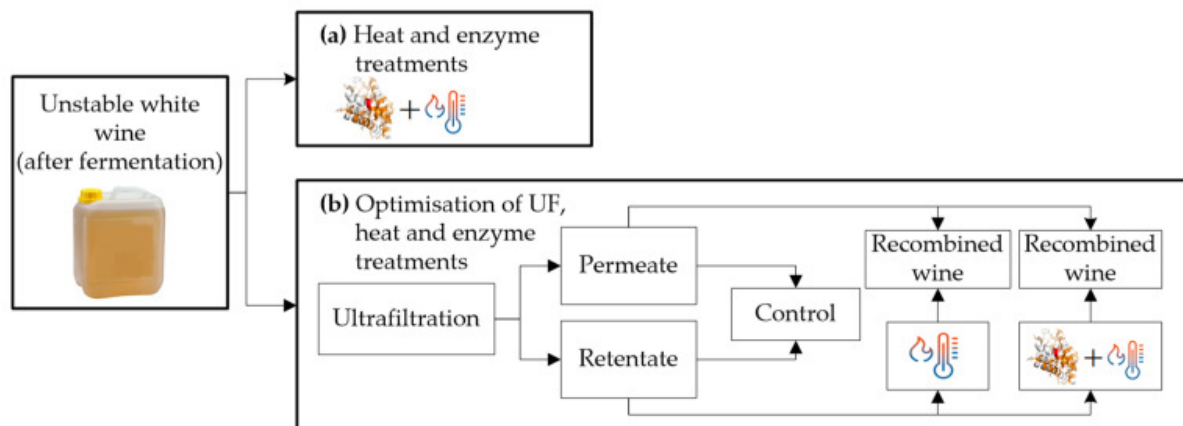 Unstable white
wine
(after fermentation)
(a) Heat and enzyme
treatments
+
(b) Optimisation of UF,
heat and enzyme
treatments
Ultrafiltration
Permeate
Retentate
Control
Recombined
wine
Recombined
wine
+